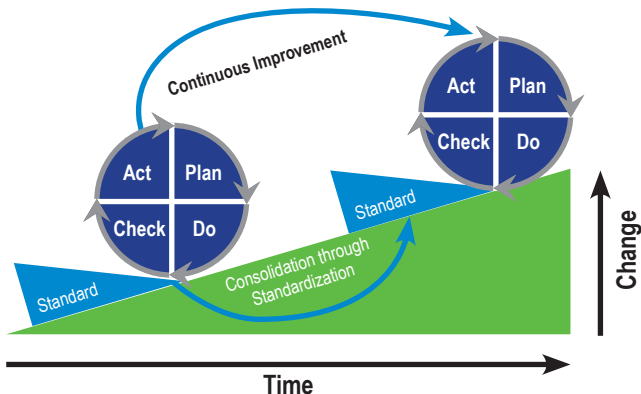 Continuous Improvement
Act
Plan
Check
Do
Act
Plan
Check
Do
Standard
Standard
Consolidation through
Standardization
Change
Time